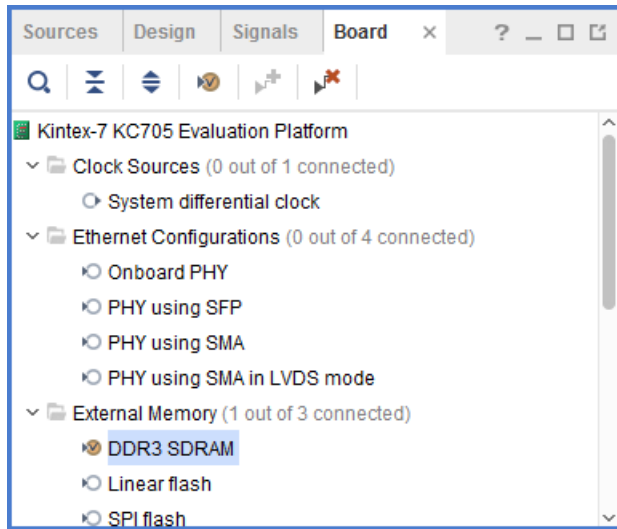 Sources Design Signals Board × ?
Kintex-7 KC705 Evaluation Platform
Clock Sources (0 out of 1 connected)
System differential clock
Ethernet Configurations (0 out of 4 connected)
Onboard PHY
PHY using SFP
PHY using SMA
PHY using SMA in LVDS mode
External Memory (1 out of 3 connected)
DDR3 SDRAM
Linear flash
SPI flash